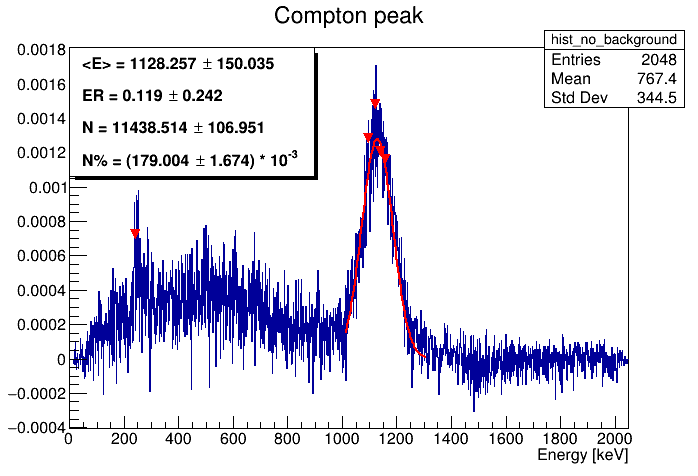 Compton peak
hist_no_background
Entries 2048
Mean 767.4
Std Dev 344.5
<E> = 1128.257 ± 150.035
ER = 0.119 ± 0.242
N = 11438.514 ± 106.951
N% = (179.004 ± 1.674) * 10⁻³
0.0018
0.0016
0.0014
0.0012
0.001
0.0008
0.0006
0.0004
0.0002
0
−0.0002
−0.0004
0 200 400 600 800 1000 1200 1400 1600 1800 2000
Energy [keV]